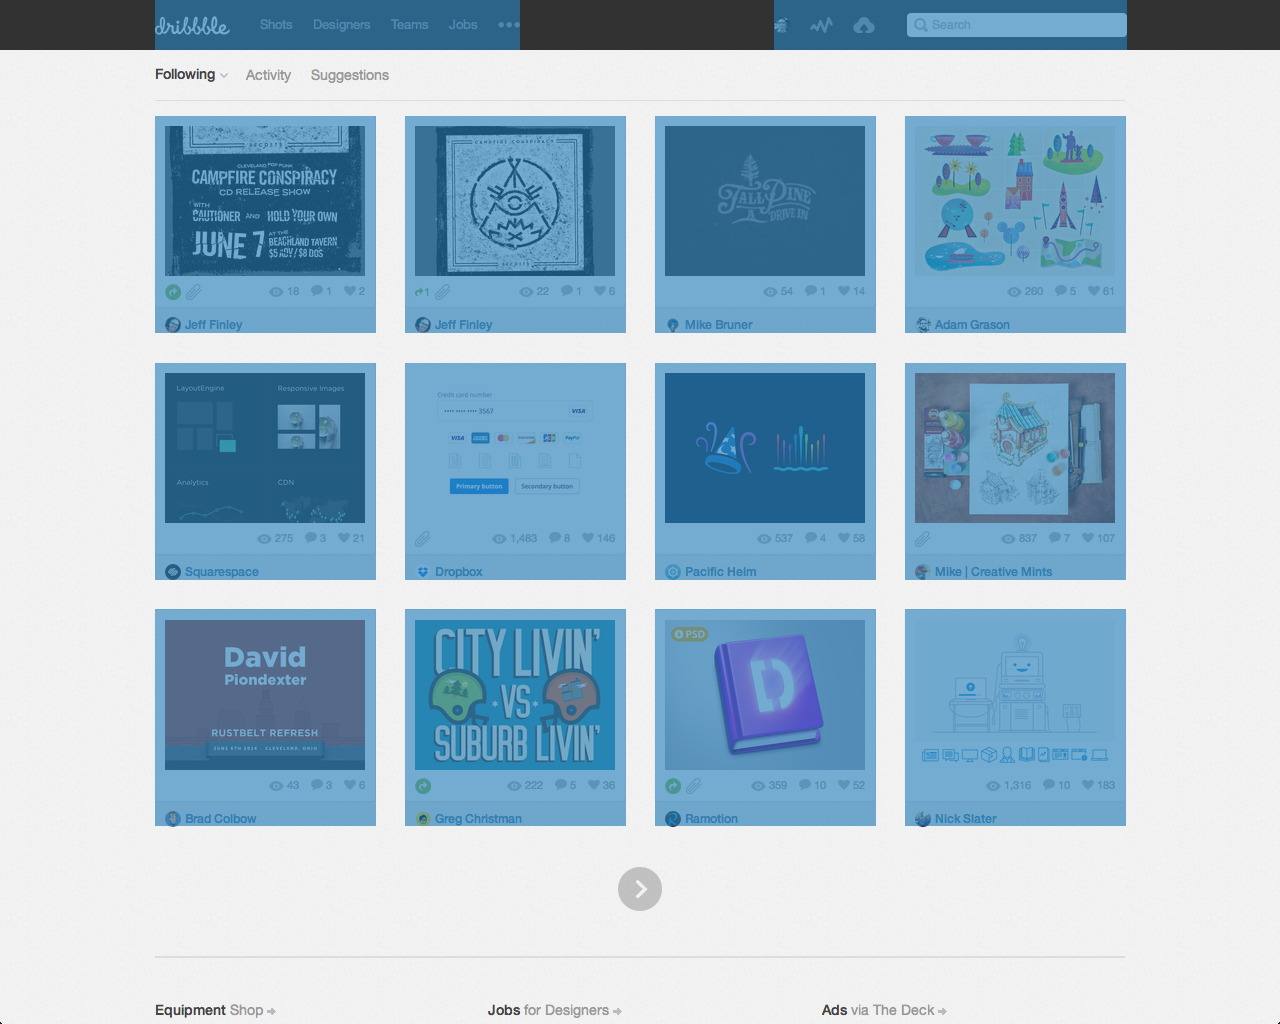 dribbble Shots Designers Teams Jobs ••• Search
Following Activity Suggestions
CLEVELAND POP PUNK
CAMPFIRE CONSPIRACY
CD RELEASE SHOW
WITH
CAUTIONER AND HOLD YOUR OWN
JUNE 7 AT THE
BEACHLAND TAVERN
$5 ADV / $8 DOS
18 1 2
Jeff Finley
CAMPFIRE CONSPIRACY
1 22 1 6
Jeff Finley
TALL PINE
DRIVE IN
54 1 14
Mike Bruner
260 5 61
Adam Grason
LayoutEngine Responsive Images
Analytics CDN
275 3 21
Squarespace
Credit card number
•••• •••• •••• 3567 VISA
VISA PayPal
Primary button Secondary button
1,483 8 146
Dropbox
537 4 58
Pacific Helm
837 7 107
Mike | Creative Mints
David
Piondexter
RUSTBELT REFRESH
JUNE 6TH 2014 · CLEVELAND, OHIO
43 3 6
Brad Colbow
CITY LIVIN'
VS
SUBURB LIVIN'
222 5 36
Greg Christman
PSD
D
359 10 52
Ramotion
1,316 10 183
Nick Slater
Equipment Shop Jobs for Designers Ads via The Deck